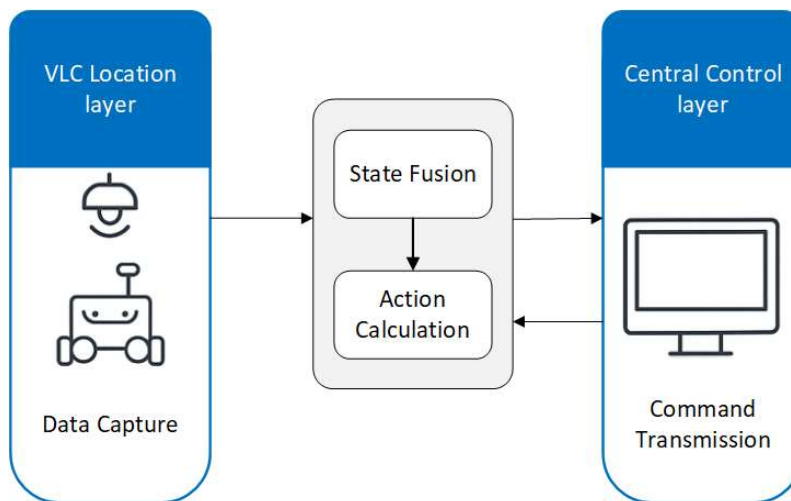 VLC Location
layer
Data Capture
State Fusion
Action
Calculation
Central Control
layer
Command
Transmission